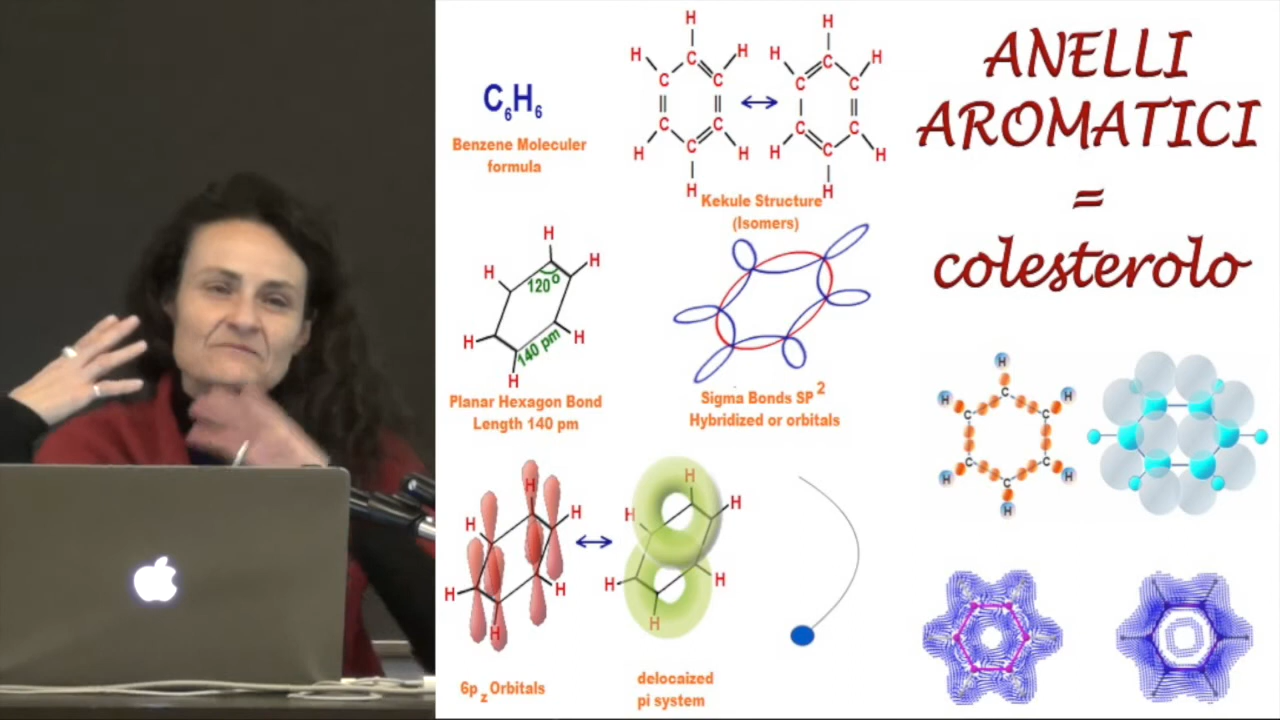 ANELLI
AROMATICI
=
colesterolo
C6H6
Benzene Moleculer
formula
H
H H
C
C C
C C
C
H H
H
H
H H
C
C C
C C
C
H H
H
Kekule Structure
(Isomers)
H
H H
120°
140 pm
H H
H
Planar Hexagon Bond
Length 140 pm
Sigma Bonds SP2
Hybridized or orbitals
H
H H
H H
H
6pz Orbitals
H
H H
H H
H
delocaized
pi system
H
H H
C
C C
C C
C
H H
H